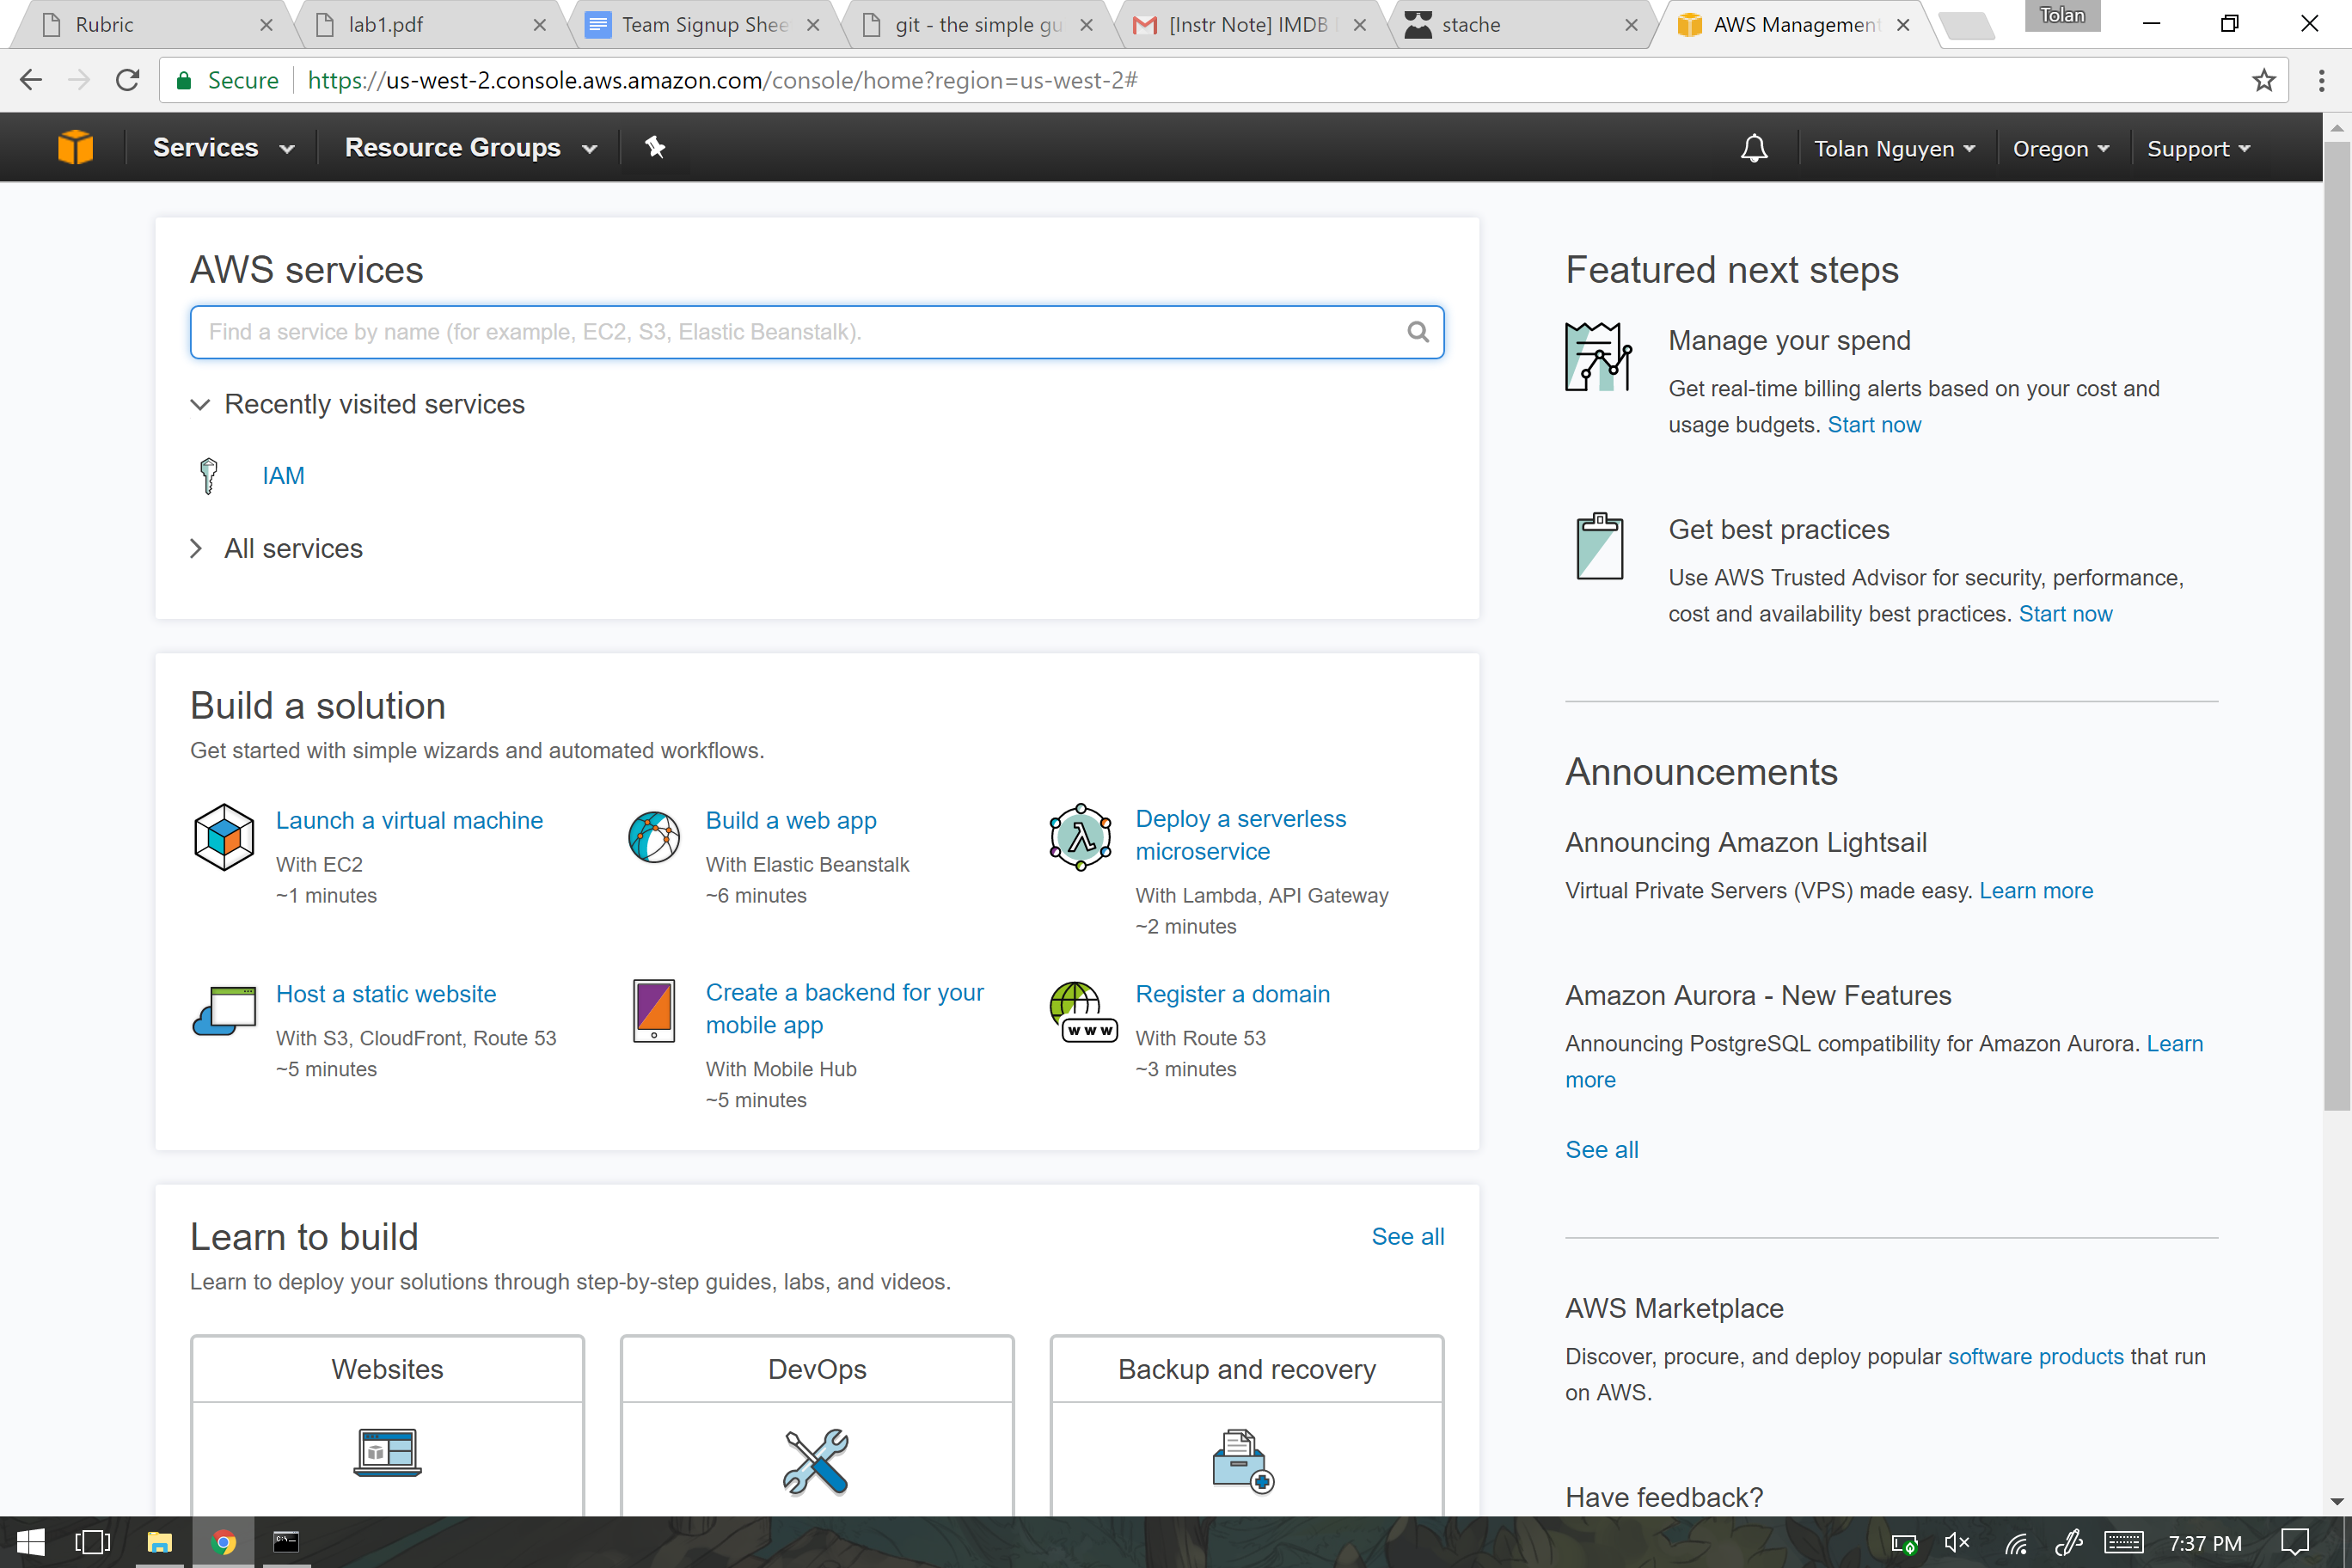 Rubric
lab1.pdf
Team Signup Shee
git - the simple gu
[Instr Note] IMDB
stache
AWS Management
Tolan
Secure
https://us-west-2.console.aws.amazon.com/console/home?region=us-west-2#
Services
Resource Groups
Tolan Nguyen
Oregon
Support
AWS services
Find a service by name (for example, EC2, S3, Elastic Beanstalk).
Recently visited services
IAM
All services
Build a solution
Get started with simple wizards and automated workflows.
Launch a virtual machine
With EC2
~1 minutes
Build a web app
With Elastic Beanstalk
~6 minutes
Deploy a serverless
microservice
With Lambda, API Gateway
~2 minutes
Host a static website
With S3, CloudFront, Route 53
~5 minutes
Create a backend for your
mobile app
With Mobile Hub
~5 minutes
www
Register a domain
With Route 53
~3 minutes
Learn to build
See all
Learn to deploy your solutions through step-by-step guides, labs, and videos.
Websites
DevOps
Backup and recovery
Featured next steps
Manage your spend
Get real-time billing alerts based on your cost and
usage budgets. Start now
Get best practices
Use AWS Trusted Advisor for security, performance,
cost and availability best practices. Start now
Announcements
Announcing Amazon Lightsail
Virtual Private Servers (VPS) made easy. Learn more
Amazon Aurora - New Features
Announcing PostgreSQL compatibility for Amazon Aurora. Learn
more
See all
AWS Marketplace
Discover, procure, and deploy popular software products that run
on AWS.
Have feedback?
7:37 PM